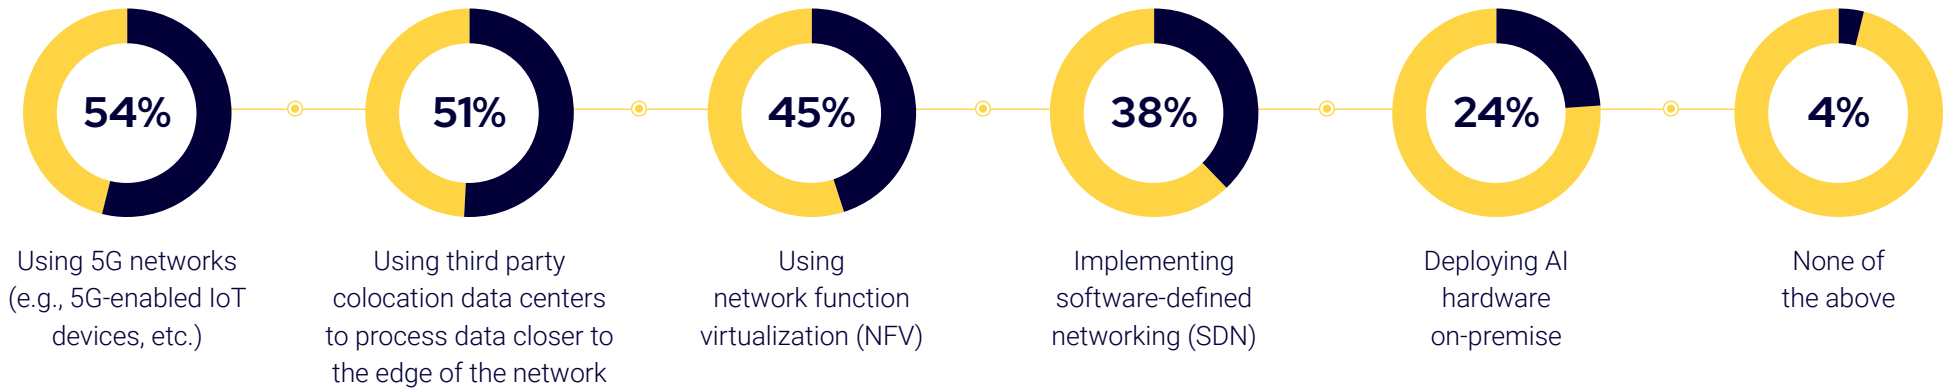 54%
Using 5G networks
(e.g., 5G-enabled IoT
devices, etc.)
51%
Using third party
colocation data centers
to process data closer to
the edge of the network
45%
Using
network function
virtualization (NFV)
38%
Implementing
software-defined
networking (SDN)
24%
Deploying AI
hardware
on-premise
4%
None of
the above